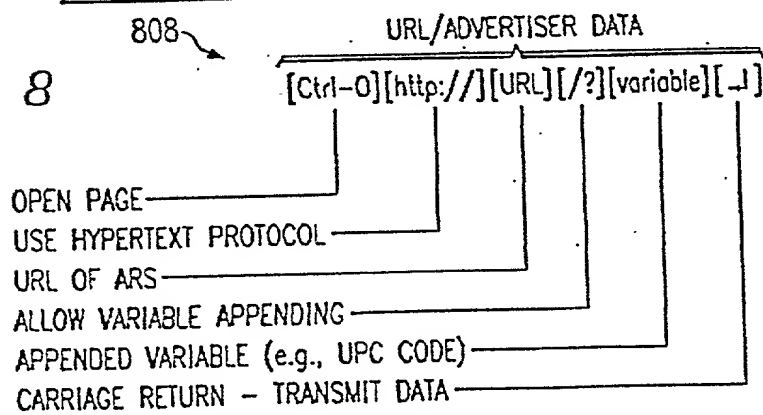 808
URL/ADVERTISER DATA
8
[Ctrl-O][http://][URL][/?][variable][↵]
OPEN PAGE
USE HYPERTEXT PROTOCOL
URL OF ARS
ALLOW VARIABLE APPENDING
APPENDED VARIABLE (e.g., UPC CODE)
CARRIAGE RETURN - TRANSMIT DATA